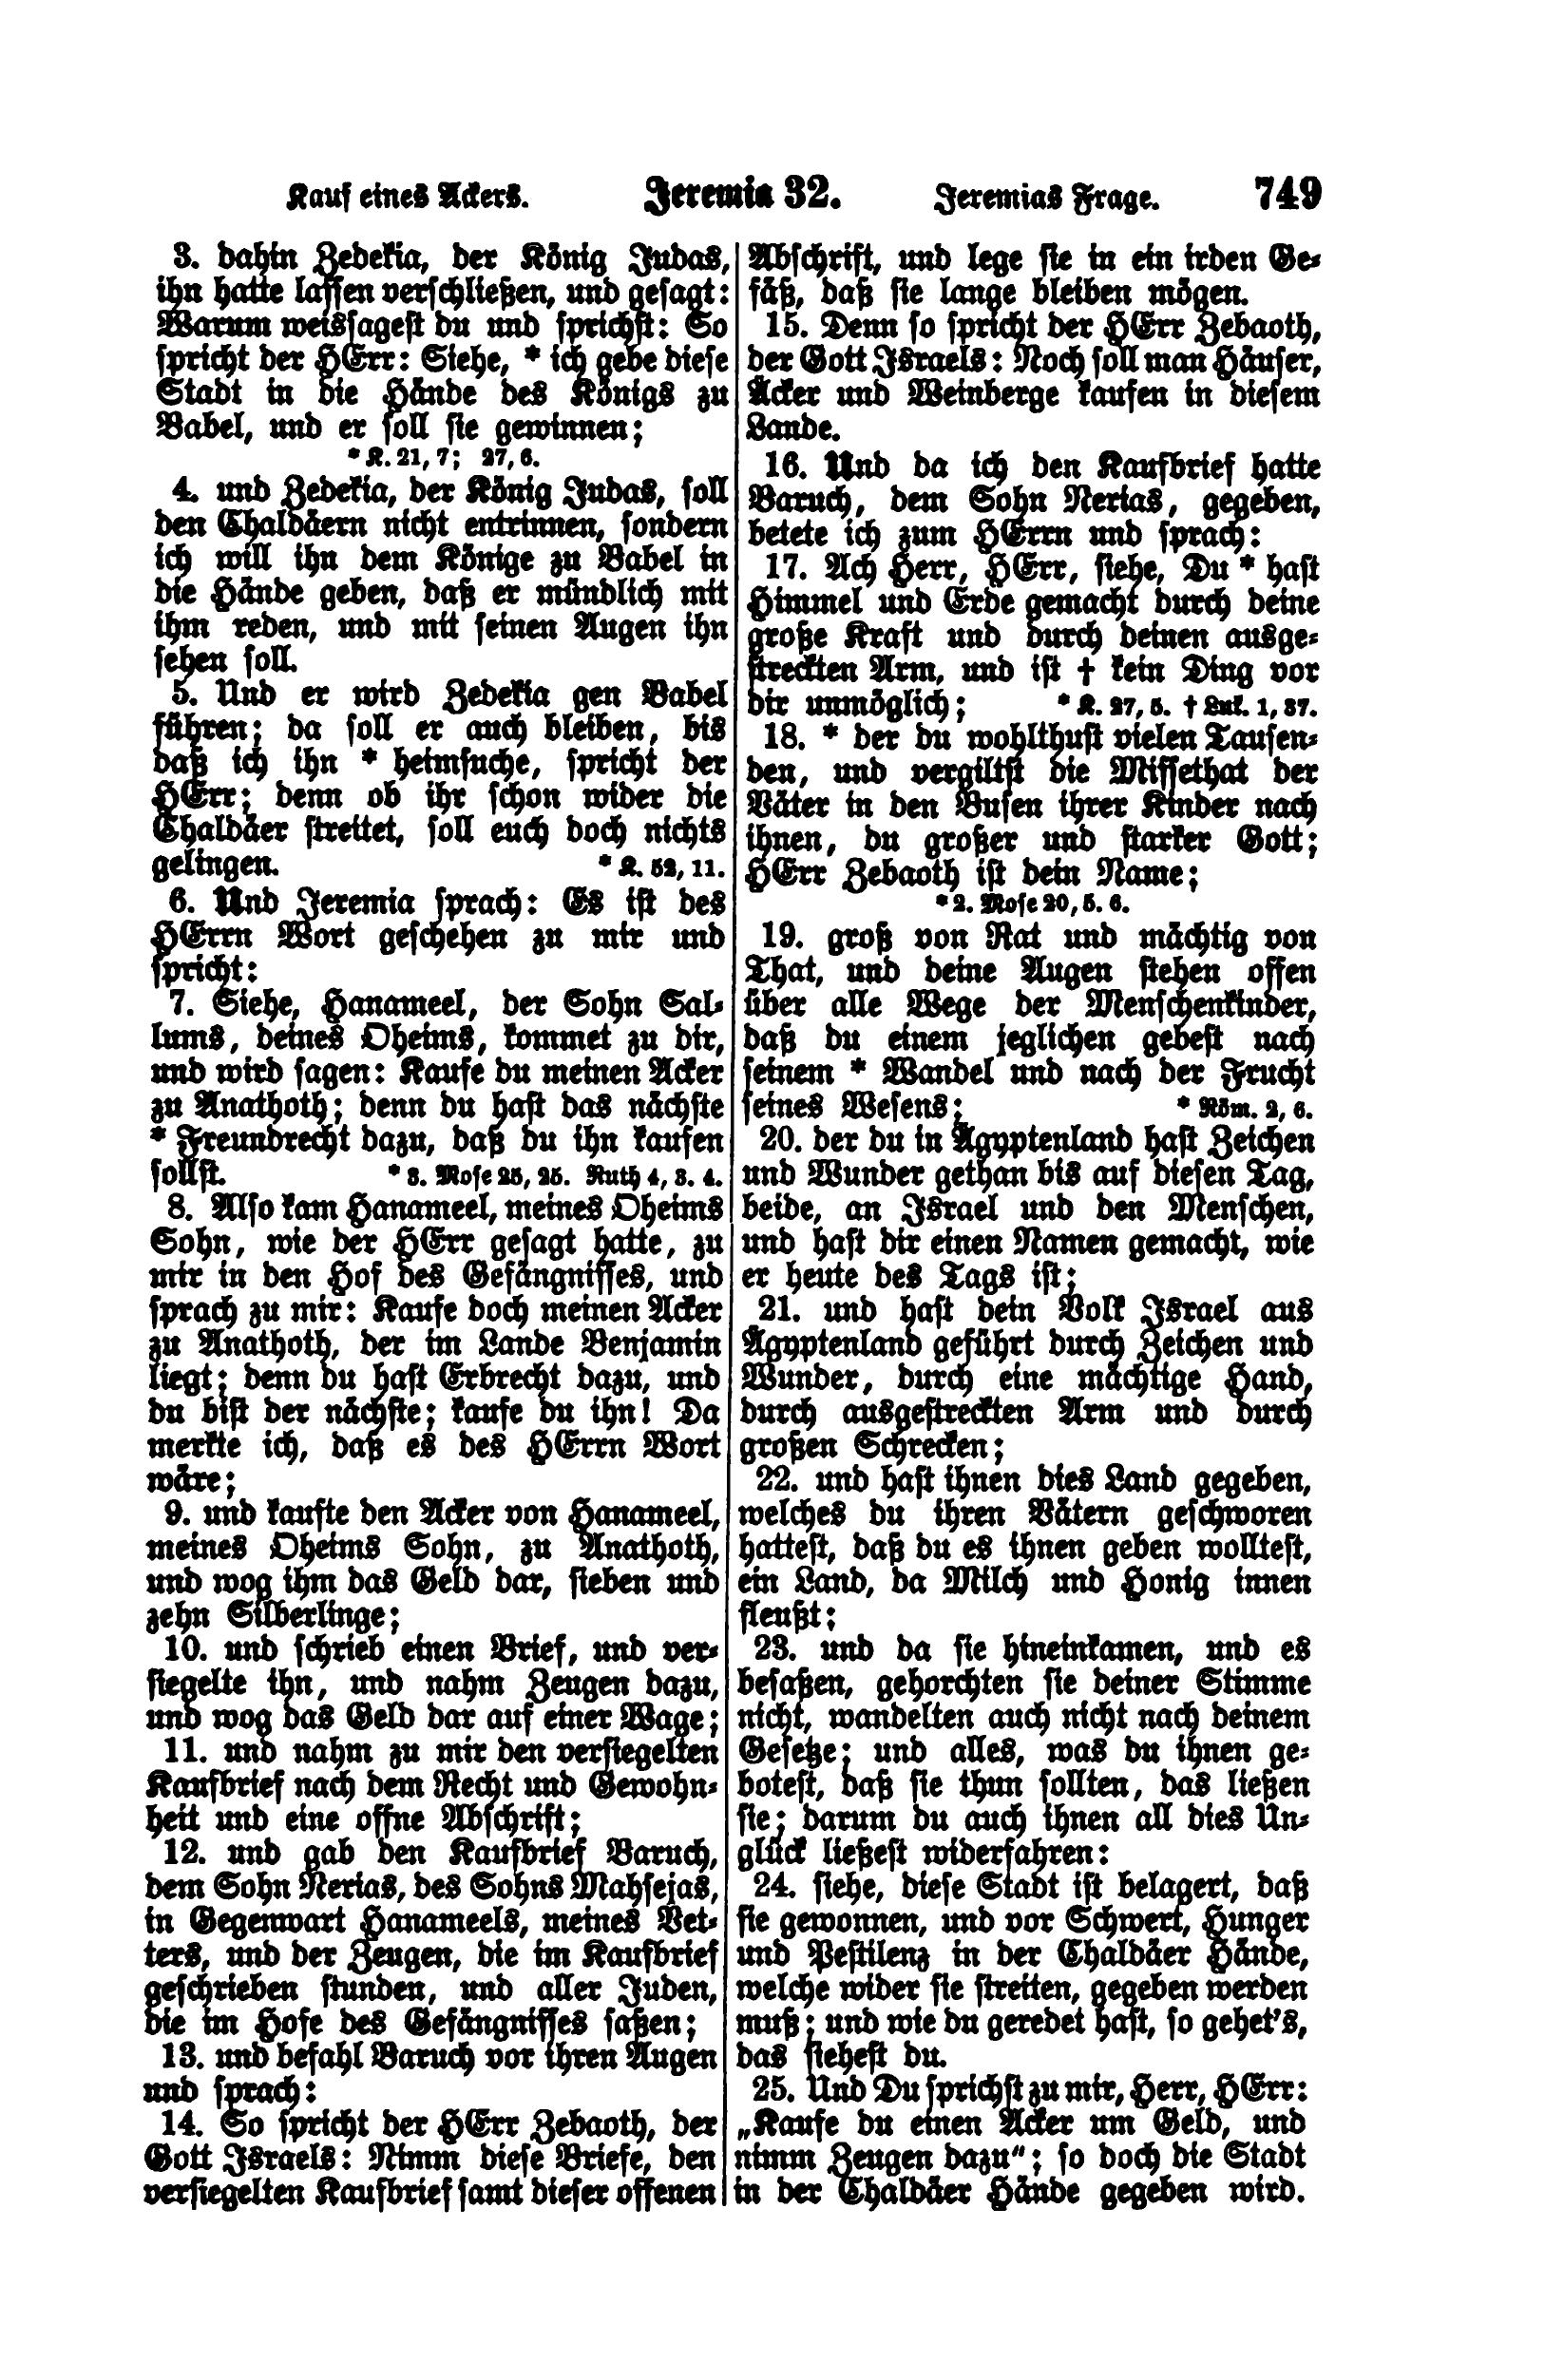 Kauf eines Ackers. Jeremia 32. Jeremias Frage. 749
3. dahin Zedekia, der König Judas,
ihn hatte lassen verschließen, und gesagt:
Warum weissagest du und sprichst: So
spricht der HErr: Siehe, * ich gebe diese
Stadt in die Hände des Königs zu
Babel, und er soll sie gewinnen;
* K. 21, 7; 27, 6.
4. und Zedekia, der König Judas, soll
den Chaldäern nicht entrinnen, sondern
ich will ihn dem Könige zu Babel in
die Hände geben, daß er mündlich mit
ihm reden, und mit seinen Augen ihn
sehen soll.
5. Und er wird Zedekia gen Babel
führen; da soll er auch bleiben, bis
daß ich ihn * heimsuche, spricht der
HErr; denn ob ihr schon wider die
Chaldäer streitet, soll euch doch nichts
gelingen. * K. 52, 11.
6. Und Jeremia sprach: Es ist des
HErrn Wort geschehen zu mir und
spricht:
7. Siehe, Hanameel, der Sohn Sal-
lums, deines Oheims, kommet zu dir,
und wird sagen: Kaufe du meinen Acker
zu Anathoth; denn du hast das nächste
* Freundrecht dazu, daß du ihn kaufen
sollst. * 3. Mose 25, 25. Ruth 4, 3. 4.
8. Also kam Hanameel, meines Oheims
Sohn, wie der HErr gesagt hatte, zu
mir in den Hof des Gefängnisses, und
sprach zu mir: Kaufe doch meinen Acker
zu Anathoth, der im Lande Benjamin
liegt; denn du hast Erbrecht dazu, und
du bist der nächste; kaufe du ihn! Da
merkte ich, daß es des HErrn Wort
wäre;
9. und kaufte den Acker von Hanameel,
meines Oheims Sohn, zu Anathoth,
und wog ihm das Geld dar, sieben und
zehn Silberlinge;
10. und schrieb einen Brief, und ver-
siegelte ihn, und nahm Zeugen dazu,
und wog das Geld dar auf einer Wage;
11. und nahm zu mir den versiegelten
Kaufbrief nach dem Recht und Gewohn-
heit und eine offne Abschrift;
12. und gab den Kaufbrief Baruch,
dem Sohn Nerias, des Sohns Mahsejas,
in Gegenwart Hanameels, meines Vet-
ters, und der Zeugen, die im Kaufbrief
geschrieben stunden, und aller Juden,
die im Hofe des Gefängnisses saßen;
13. und befahl Baruch vor ihren Augen
und sprach:
14. So spricht der HErr Zebaoth, der
Gott Israels: Nimm diese Briefe, den
versiegelten Kaufbrief samt dieser offenen
Abschrift, und lege sie in ein irden Ge-
fäß, daß sie lange bleiben mögen.
15. Denn so spricht der HErr Zebaoth,
der Gott Israels: Noch soll man Häuser,
Äcker und Weinberge kaufen in diesem
Lande.
16. Und da ich den Kaufbrief hatte
Baruch, dem Sohn Nerias, gegeben,
betete ich zum HErrn und sprach:
17. Ach Herr, HErr, siehe, Du * hast
Himmel und Erde gemacht durch deine
große Kraft und durch deinen ausge-
streckten Arm, und ist † kein Ding vor
dir unmöglich; * K. 27, 5. † Luk. 1, 37.
18. * der du wohlthust vielen Tausen-
den, und vergiltst die Missethat der
Väter in den Busen ihrer Kinder nach
ihnen, du großer und starker Gott;
HErr Zebaoth ist dein Name;
* 2. Mose 20, 5. 6.
19. groß von Rat und mächtig von
That, und deine Augen stehen offen
über alle Wege der Menschenkinder,
daß du einem jeglichen gebest nach
seinem * Wandel und nach der Frucht
seines Wesens; * Röm. 2, 6.
20. der du in Ägyptenland hast Zeichen
und Wunder gethan bis auf diesen Tag,
beide, an Israel und den Menschen,
und hast dir einen Namen gemacht, wie
er heute des Tags ist;
21. und hast dein Volk Israel aus
Ägyptenland geführt durch Zeichen und
Wunder, durch eine mächtige Hand,
durch ausgestreckten Arm und durch
großen Schrecken;
22. und hast ihnen dies Land gegeben,
welches du ihren Vätern geschworen
hattest, daß du es ihnen geben wolltest,
ein Land, da Milch und Honig innen
fleußt:
23. und da sie hineinkamen, und es
besaßen, gehorchten sie deiner Stimme
nicht, wandelten auch nicht nach deinem
Gesetze; und alles, was du ihnen ge-
botest, daß sie thun sollten, das ließen
sie; darum du auch ihnen all dies Un-
glück ließest widerfahren:
24. siehe, diese Stadt ist belagert, daß
sie gewonnen, und vor Schwert, Hunger
und Pestilenz in der Chaldäer Hände,
welche wider sie streiten, gegeben werden
muß; und wie du geredet hast, so gehet's,
das siehest du.
25. Und Du sprichst zu mir, Herr, HErr:
„Kaufe du einen Acker um Geld, und
nimm Zeugen dazu“; so doch die Stadt
in der Chaldäer Hände gegeben wird.